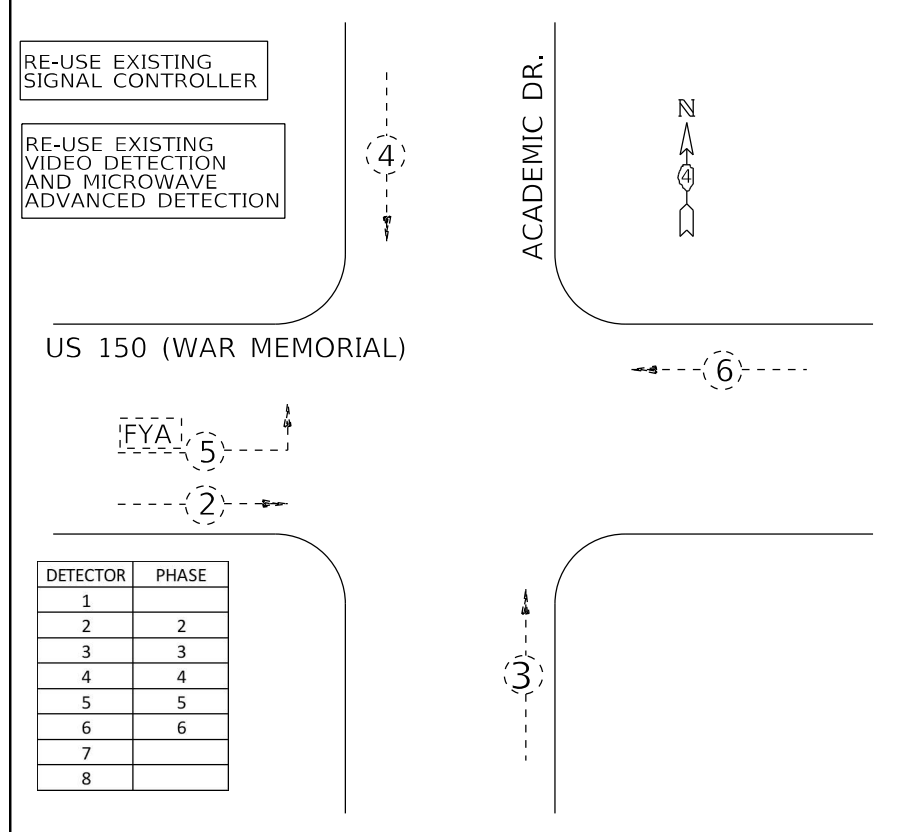 RE-USE EXISTING
SIGNAL CONTROLLER
RE-USE EXISTING
VIDEO DETECTION
AND MICROWAVE
ADVANCED DETECTION
4
ACADEMIC DR.
N
4
US 150 (WAR MEMORIAL)
6
FYA
5
2
DETECTOR PHASE
1
2 2
3 3
4 4
5 5
6 6
7
8
3